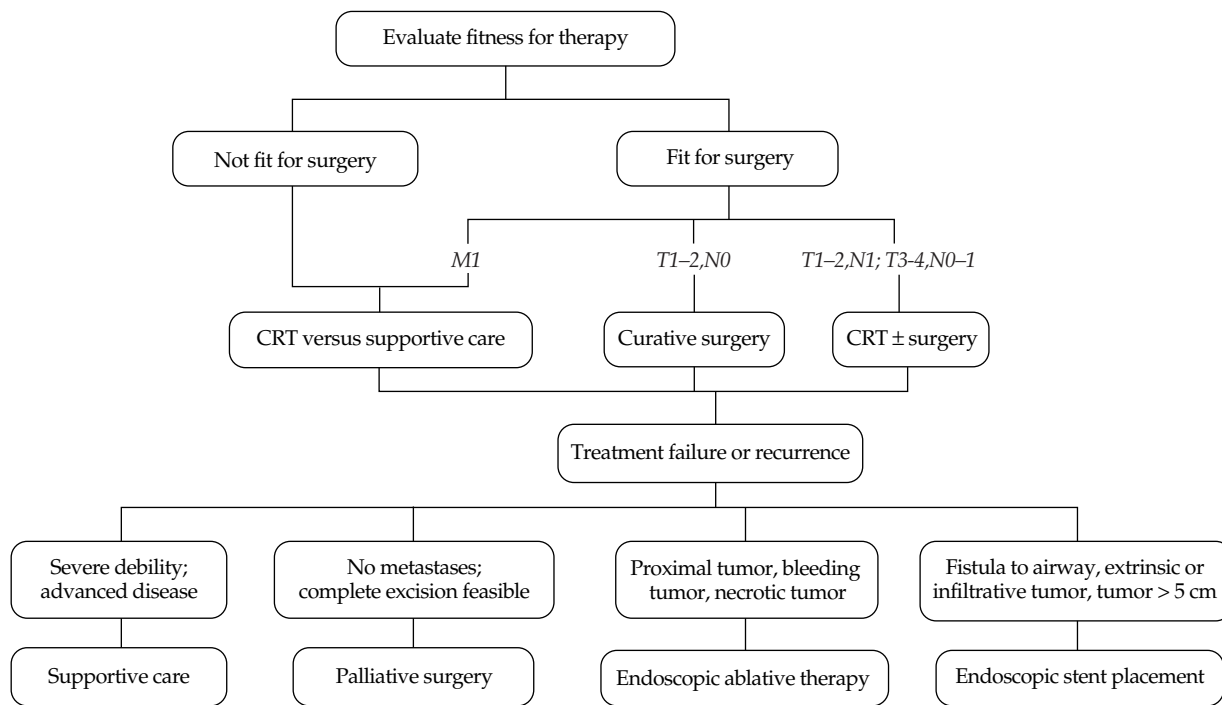 Evaluate fitness for therapy
Not fit for surgery
Fit for surgery
M1
T1–2,N0
T1–2,N1; T3-4,N0–1
CRT versus supportive care
Curative surgery
CRT ± surgery
Treatment failure or recurrence
Severe debility;
advanced disease
No metastases;
complete excision feasible
Proximal tumor, bleeding
tumor, necrotic tumor
Fistula to airway, extrinsic or
infiltrative tumor, tumor > 5 cm
Supportive care
Palliative surgery
Endoscopic ablative therapy
Endoscopic stent placement